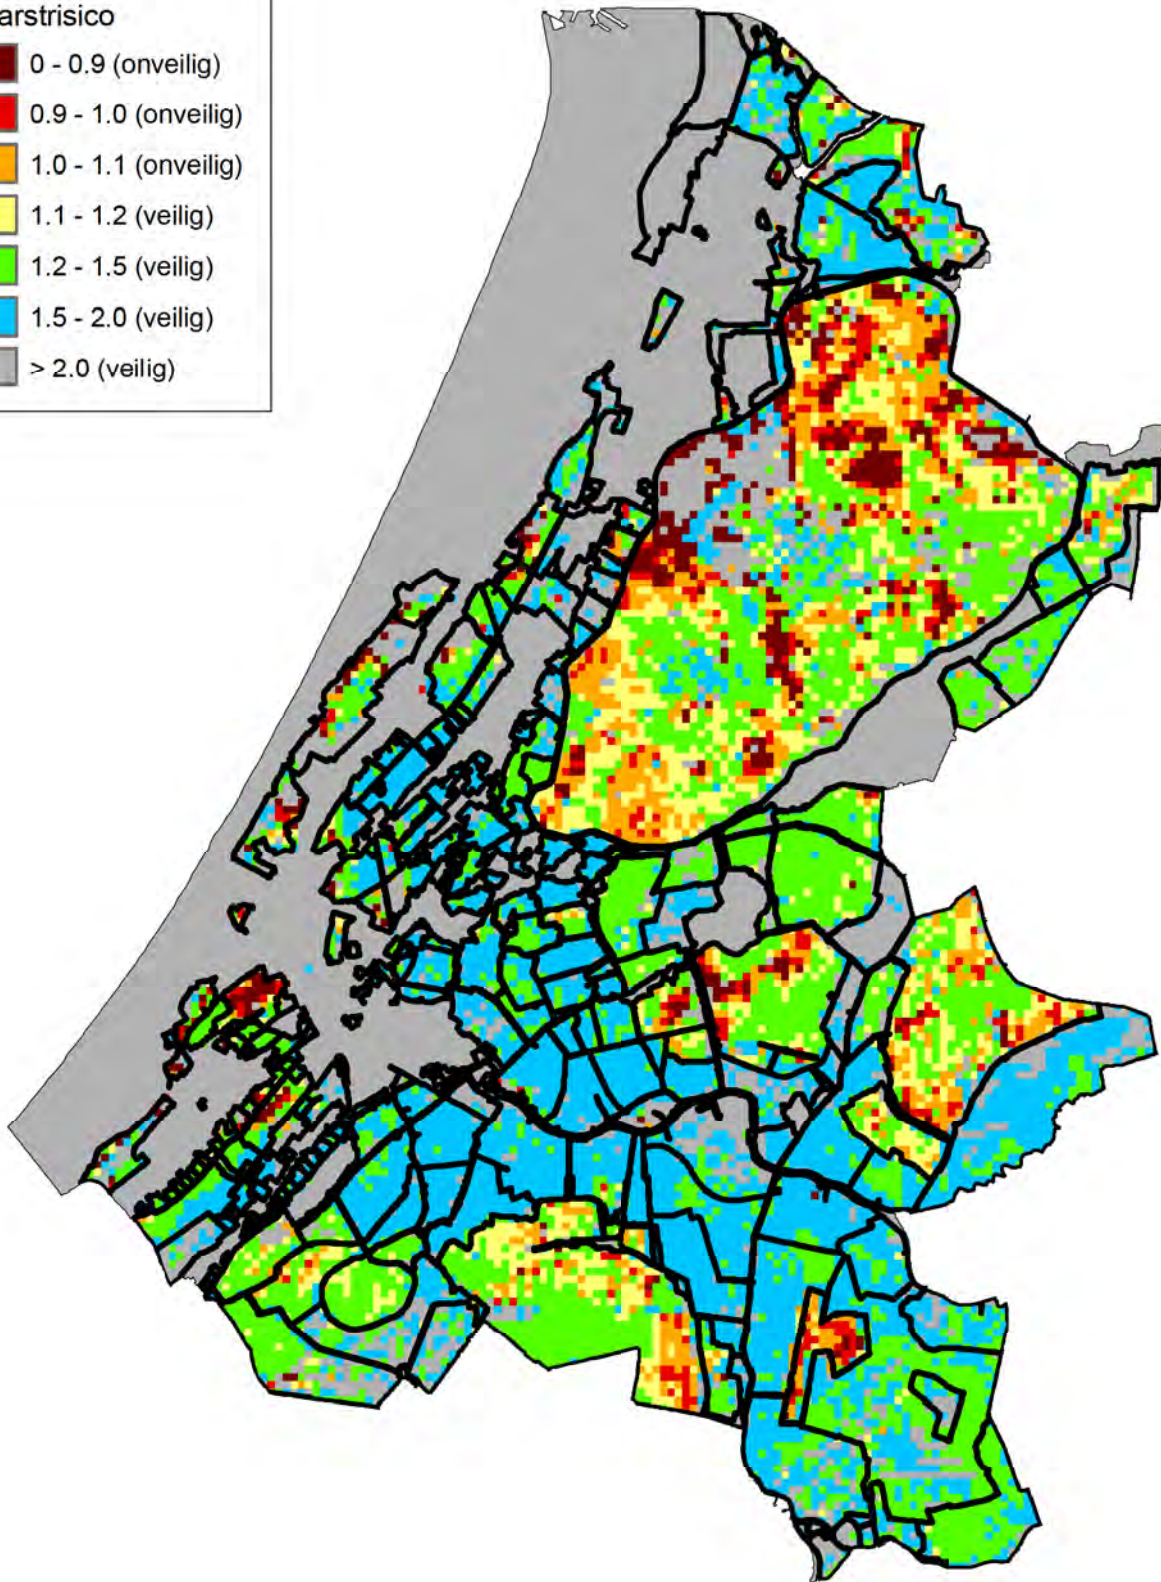 arstrisico
0 - 0.9 (onveilig)
0.9 - 1.0 (onveilig)
1.0 - 1.1 (onveilig)
1.1 - 1.2 (veilig)
1.2 - 1.5 (veilig)
1.5 - 2.0 (veilig)
> 2.0 (veilig)